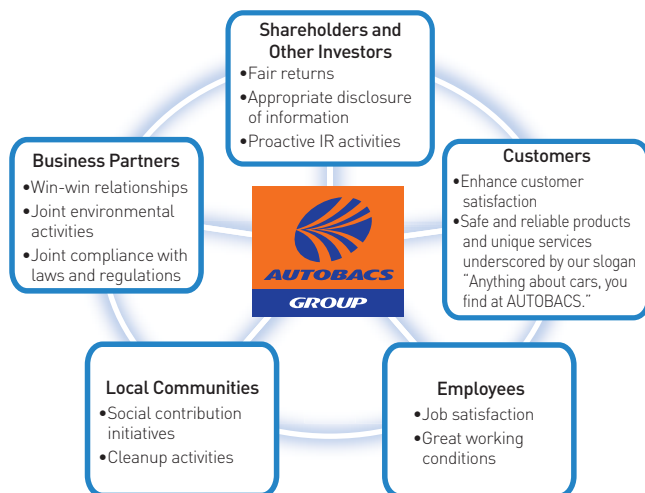 Shareholders and
Other Investors
•Fair returns
•Appropriate disclosure
of information
•Proactive IR activities
Business Partners
•Win-win relationships
•Joint environmental
activities
•Joint compliance with
laws and regulations
Customers
•Enhance customer
satisfaction
•Safe and reliable products
and unique services
underscored by our slogan
“Anything about cars, you
find at AUTOBACS.”
AUTOBACS
GROUP
Local Communities
•Social contribution
initiatives
•Cleanup activities
Employees
•Job satisfaction
•Great working
conditions